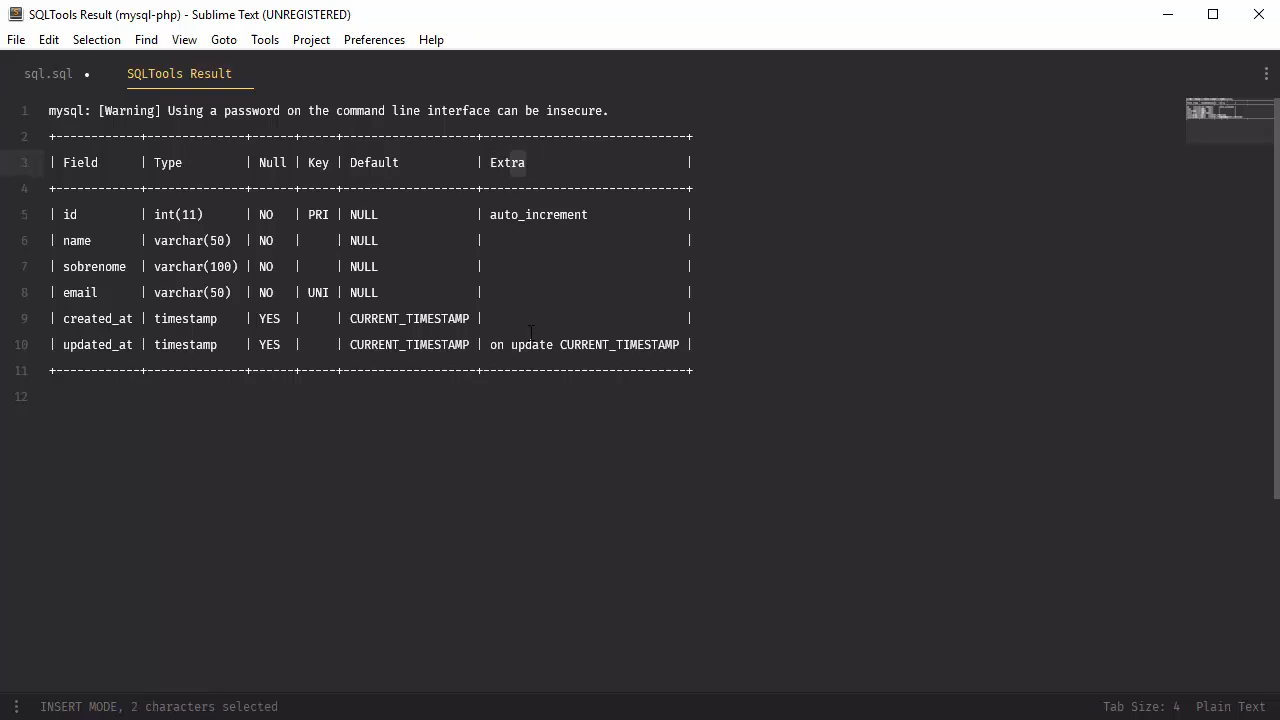 SQLTools Result (mysql-php) - Sublime Text (UNREGISTERED)
File Edit Selection Find View Goto Tools Project Preferences Help
sql.sql SQLTools Result
1 mysql: [Warning] Using a password on the command line interface can be insecure.
2 +------------+--------------+------+-----+-------------------+-----------------------------+
3 | Field      | Type         | Null | Key | Default           | Extra                       |
4 +------------+--------------+------+-----+-------------------+-----------------------------+
5 | id         | int(11)      | NO   | PRI | NULL              | auto_increment              |
6 | name       | varchar(50)  | NO   |     | NULL              |                             |
7 | sobrenome  | varchar(100) | NO   |     | NULL              |                             |
8 | email      | varchar(50)  | NO   | UNI | NULL              |                             |
9 | created_at | timestamp    | YES  |     | CURRENT_TIMESTAMP |                             |
10 | updated_at | timestamp    | YES  |     | CURRENT_TIMESTAMP | on update CURRENT_TIMESTAMP |
11 +------------+--------------+------+-----+-------------------+-----------------------------+
12
INSERT MODE, 2 characters selected Tab Size: 4 Plain Text